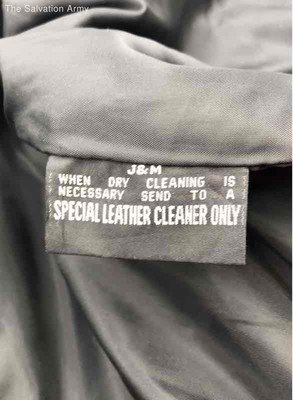 The Salvation Army
J&M
WHEN DRY CLEANING IS
NECESSARY SEND TO A
SPECIAL LEATHER CLEANER ONLY